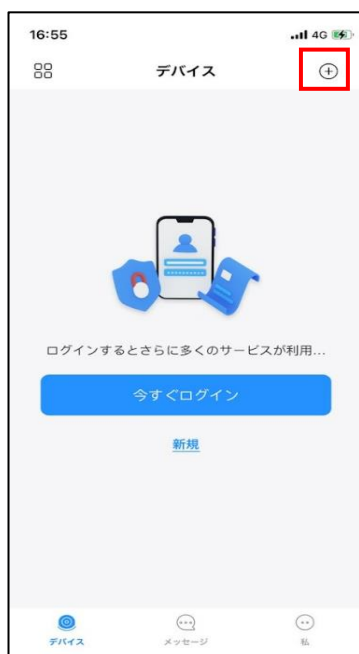 16:55
4G
デバイス
ログインするとさらに多くのサービスが利用...
今すぐログイン
新規
デバイス
メッセージ
私